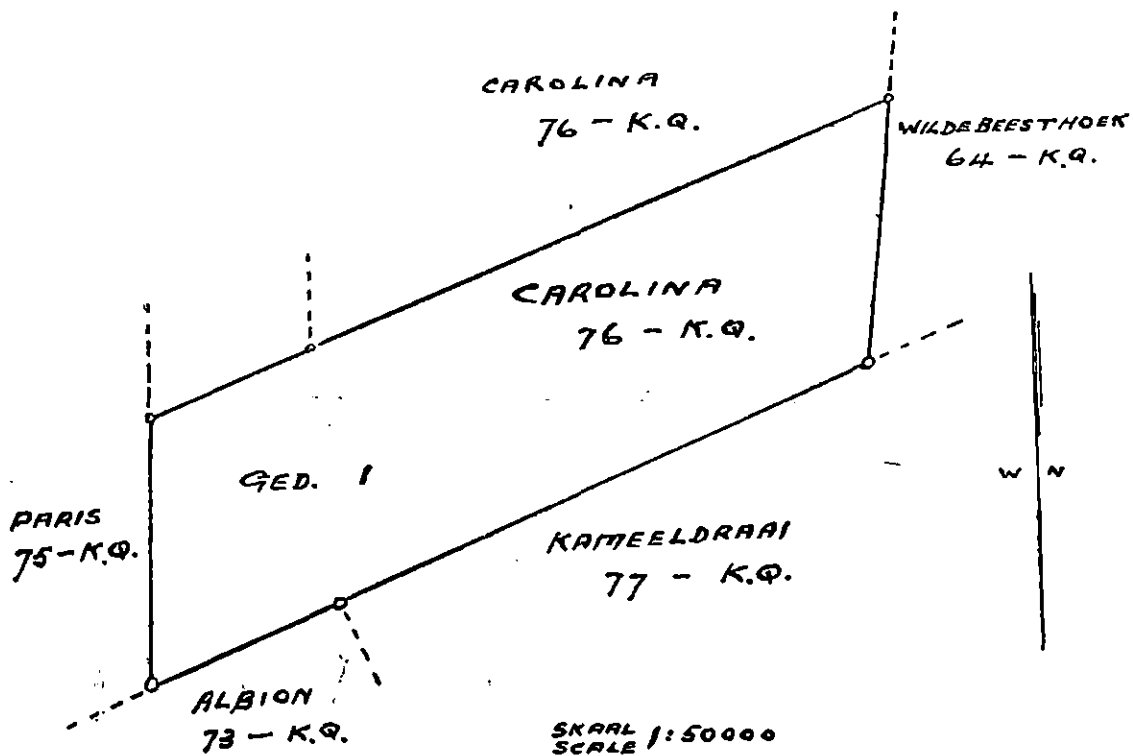 CAROLINA
76 - K.Q.
WILDEBEESTHOEK
64 - K.Q.
CAROLINA
76 - K.Q.
GED. 1
W N
PARIS
75 - K.Q.
KAMEELDRAAI
77 - K.Q.
ALBION
73 - K.Q.
SKAAL
SCALE 1:50000